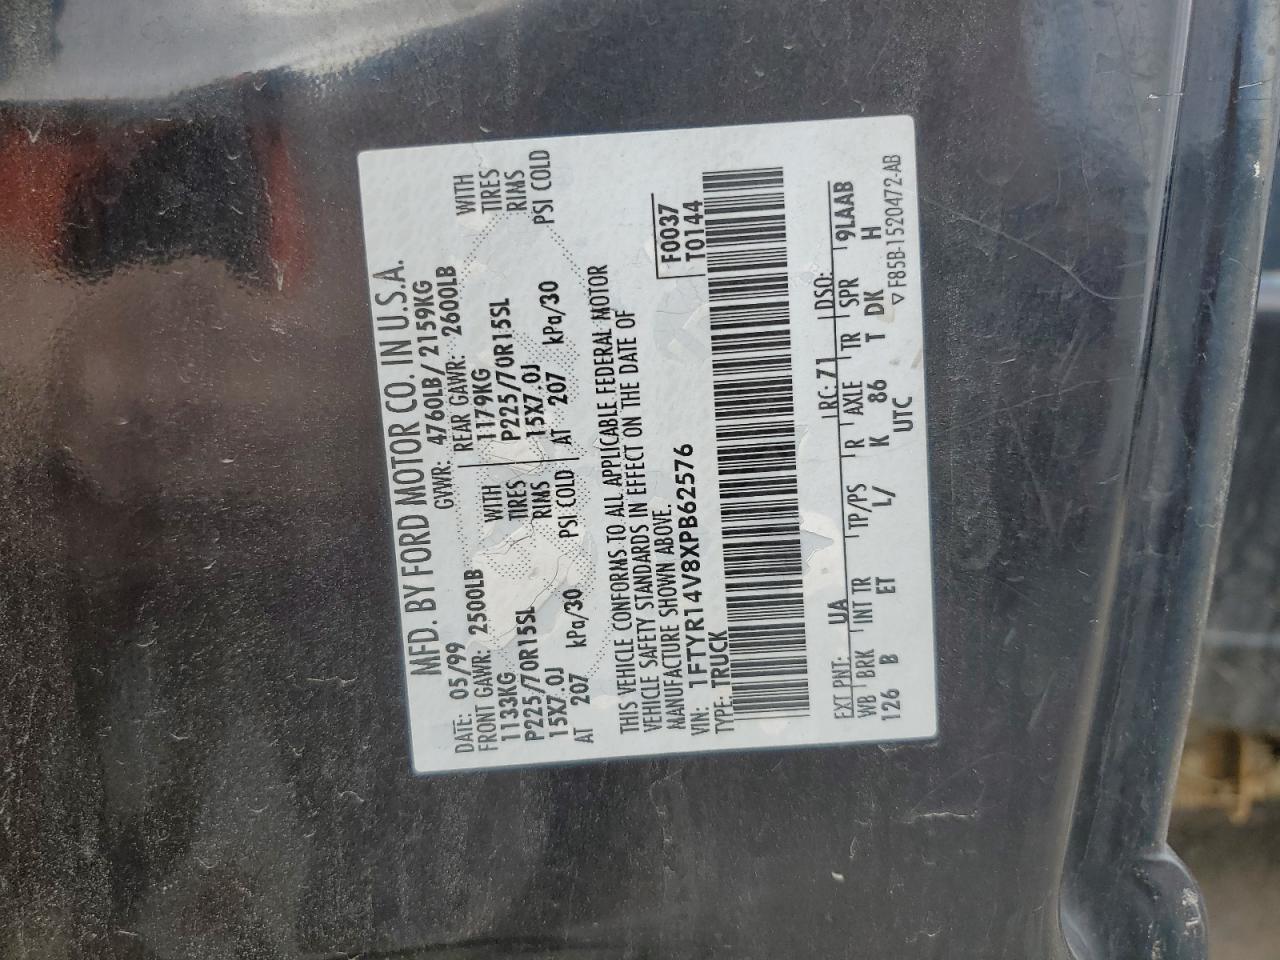 MFD. BY FORD MOTOR CO. IN U.S.A.
DATE: 05/99 GVWR: 4760LB/2159KG
FRONT GAWR: 2500LB REAR GAWR: 2600LB
1133KG WITH 1179KG WITH
P225/70R15SL TIRES P225/70R15SL TIRES
15X7.0J RIMS 15X7.0J RIMS
AT 207 kPa/30 PSI COLD AT 207 kPa/30 PSI COLD
THIS VEHICLE CONFORMS TO ALL APPLICABLE FEDERAL MOTOR
VEHICLE SAFETY STANDARDS IN EFFECT ON THE DATE OF
MANUFACTURE SHOWN ABOVE. F0037
VIN: 1FTYR14V8XPB62576 T0144
TYPE: TRUCK
EXT PNT: UA RC: 71 DSO:
WB BRK INT TR TP/PS R AXLE TR SPR 9LAAB
126 B ET L/ K 86 T DK H
UTC ▽F85B-1520472-AB